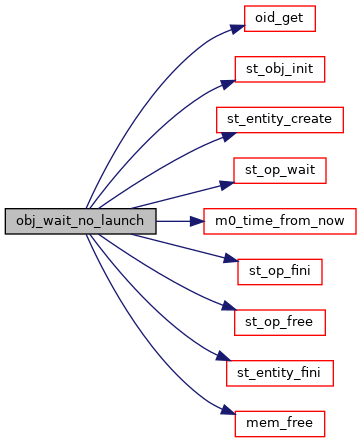 oid_get
st_obj_init
st_entity_create
st_op_wait
obj_wait_no_launch
m0_time_from_now
st_op_fini
st_op_free
st_entity_fini
mem_free